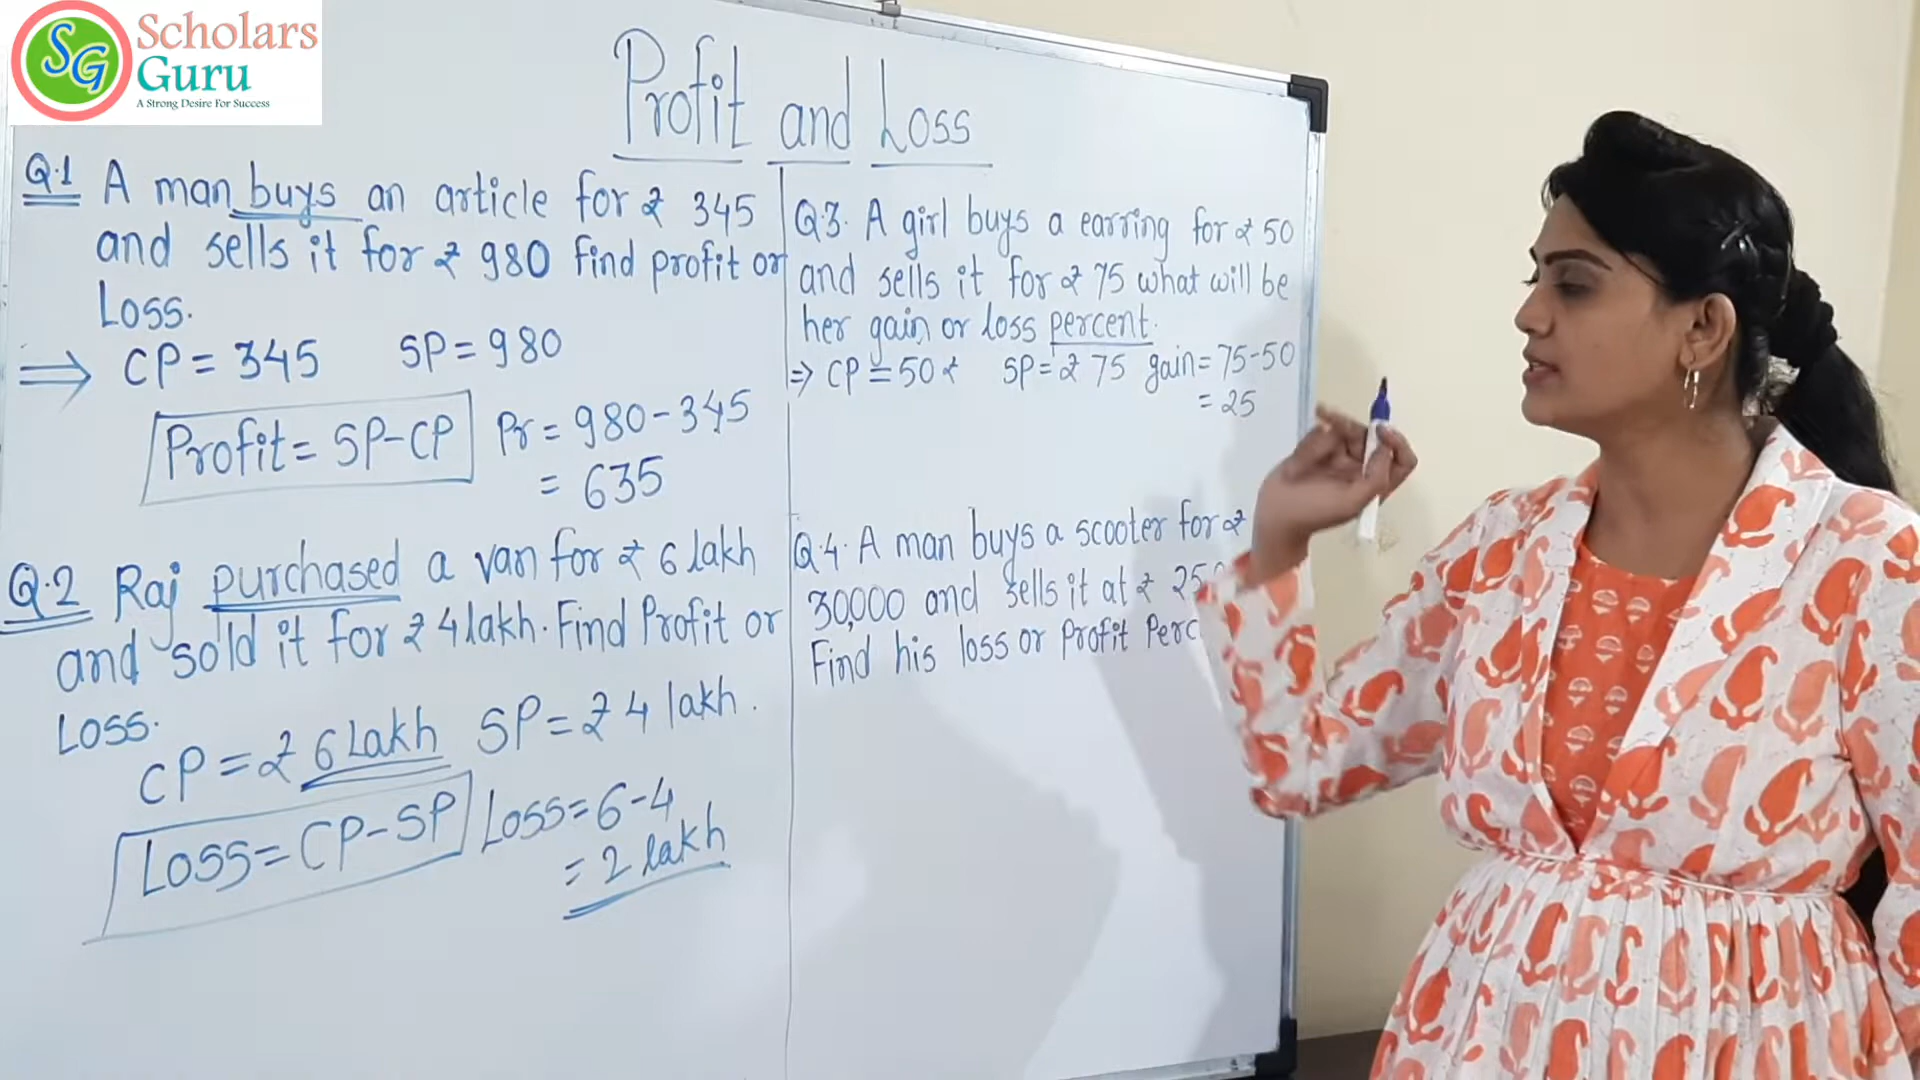 Scholars
Guru
A Strong Desire For Success
SG
Profit and Loss
Q.1 A man buys an article for ₹ 345
and sells it for ₹ 980 find profit or
Loss.
⇒ CP = 345 SP = 980
Profit = SP-CP Pr = 980-345
= 635
Q.2 Raj purchased a van for ₹ 6 lakh
and sold it for ₹ 4 lakh. Find Profit or
Loss.
CP = ₹ 6 Lakh SP = ₹ 4 lakh.
Loss = CP-SP Loss = 6-4
= 2 lakh
Q.3. A girl buys a earring for ₹ 50
and sells it for ₹ 75 what will be
her gain or loss percent.
⇒ CP = 50 ₹ SP = ₹ 75 gain = 75-50
= 25
Q.4. A man buys a scooter for ₹
30,000 and sells it at ₹ 25
Find his loss or Profit Perc